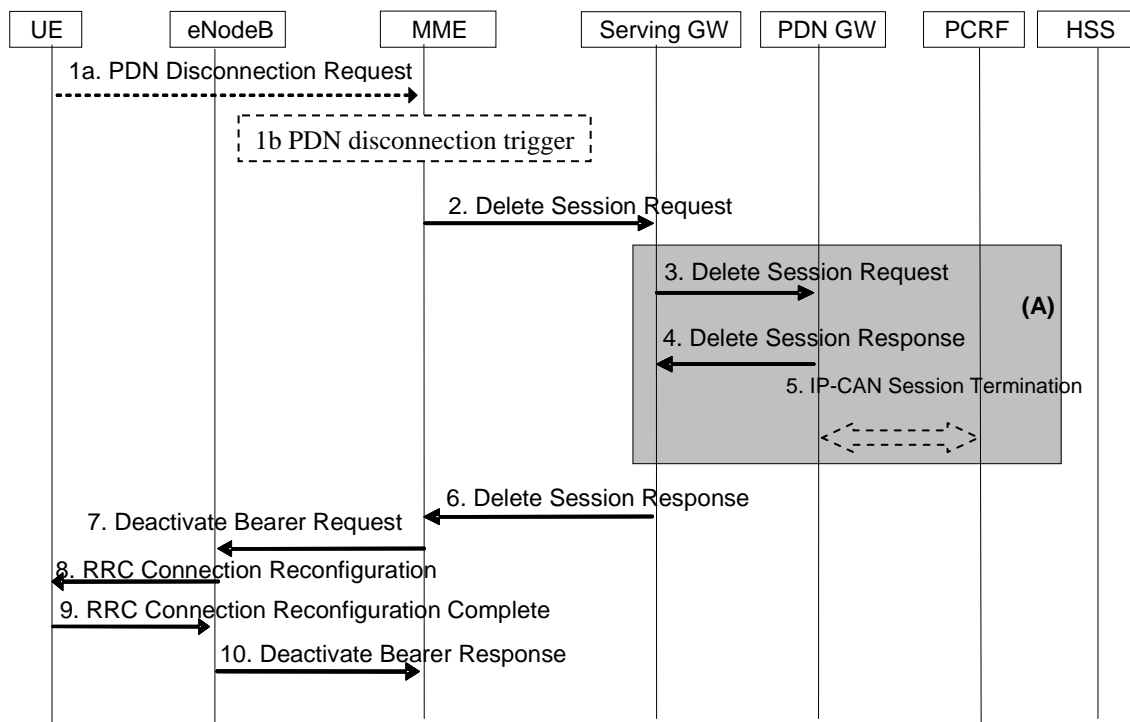 UE eNodeB MME Serving GW PDN GW PCRF HSS
1a. PDN Disconnection Request
1b PDN disconnection trigger
2. Delete Session Request
3. Delete Session Request
(A)
4. Delete Session Response
5. IP-CAN Session Termination
6. Delete Session Response
7. Deactivate Bearer Request
8. RRC Connection Reconfiguration
9. RRC Connection Reconfiguration Complete
10. Deactivate Bearer Response